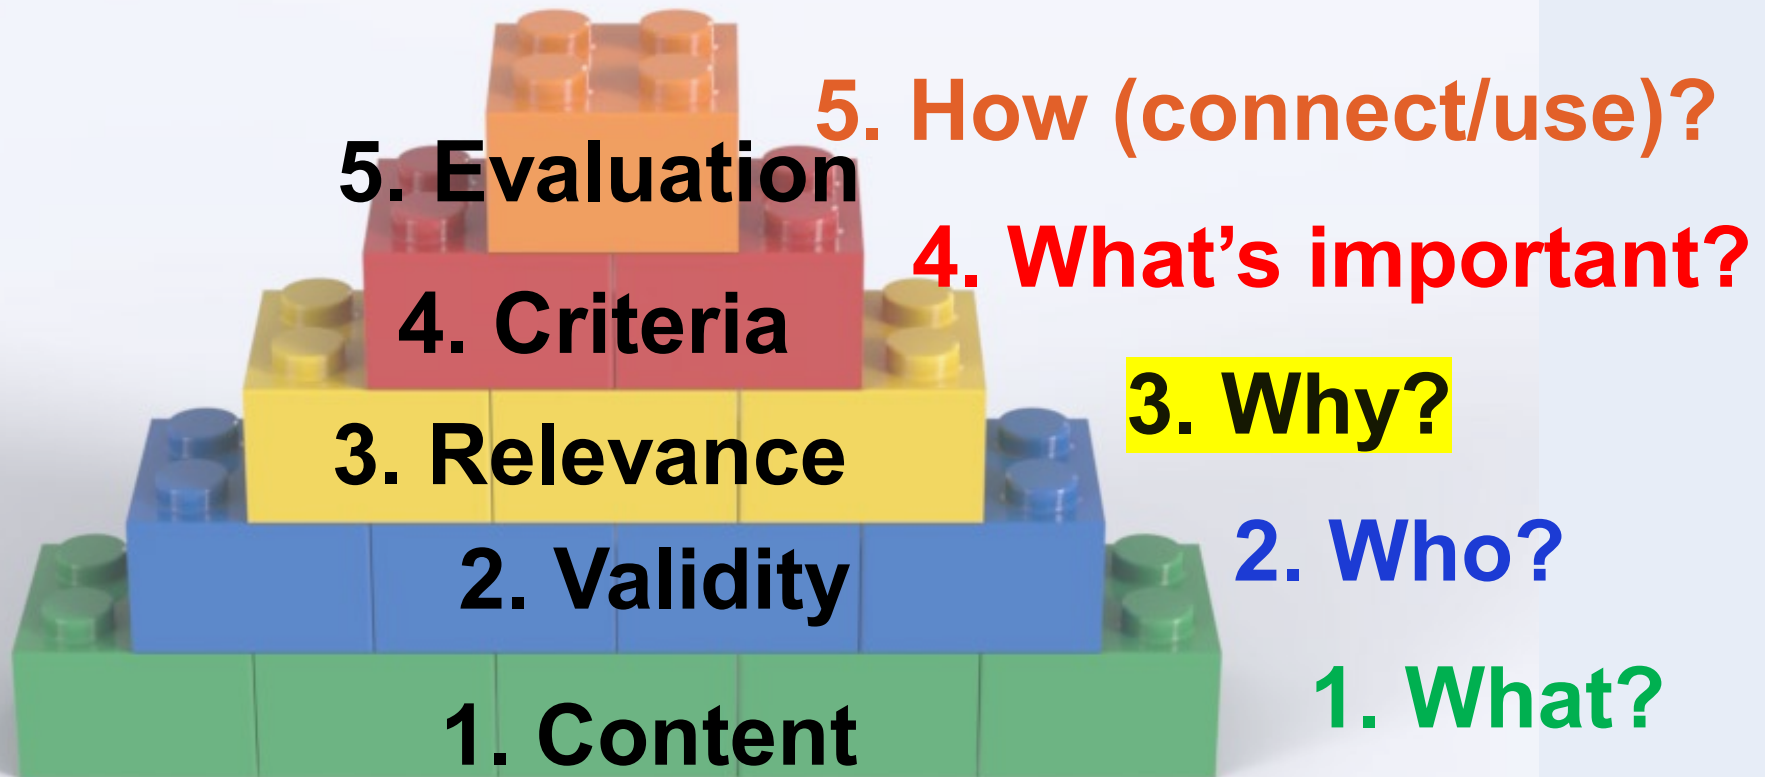 5. How (connect/use)?
5. Evaluation
4. What’s important?
4. Criteria
3. Why?
3. Relevance
2. Who?
2. Validity
1. What?
1. Content